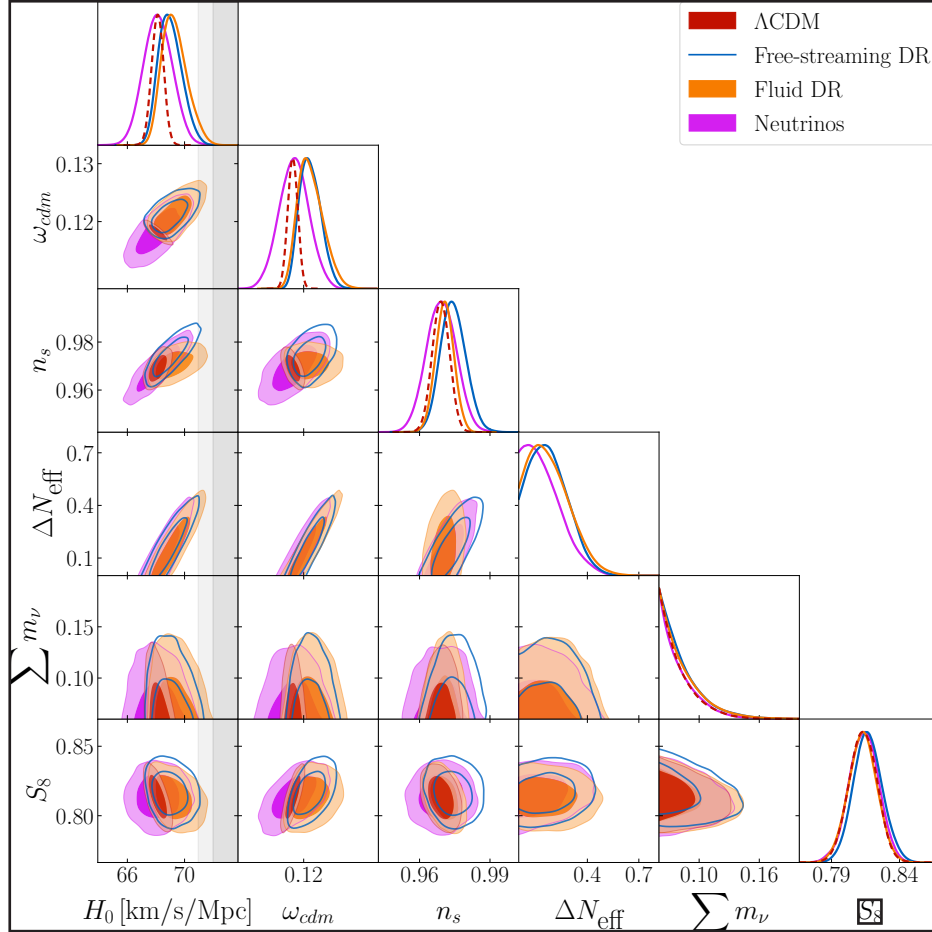 ΛCDM
Free-streaming DR
Fluid DR
Neutrinos
0.13
0.12
ω_cdm
0.98
0.96
n_s
0.7
0.4
0.1
ΔN_eff
0.15
0.10
∑ m_ν
0.85
0.80
S_8
66 70 0.12 0.96 0.99 0.4 0.7 0.10 0.16 0.79 0.84
H_0 [km/s/Mpc] ω_cdm n_s ΔN_eff ∑ m_ν S_8